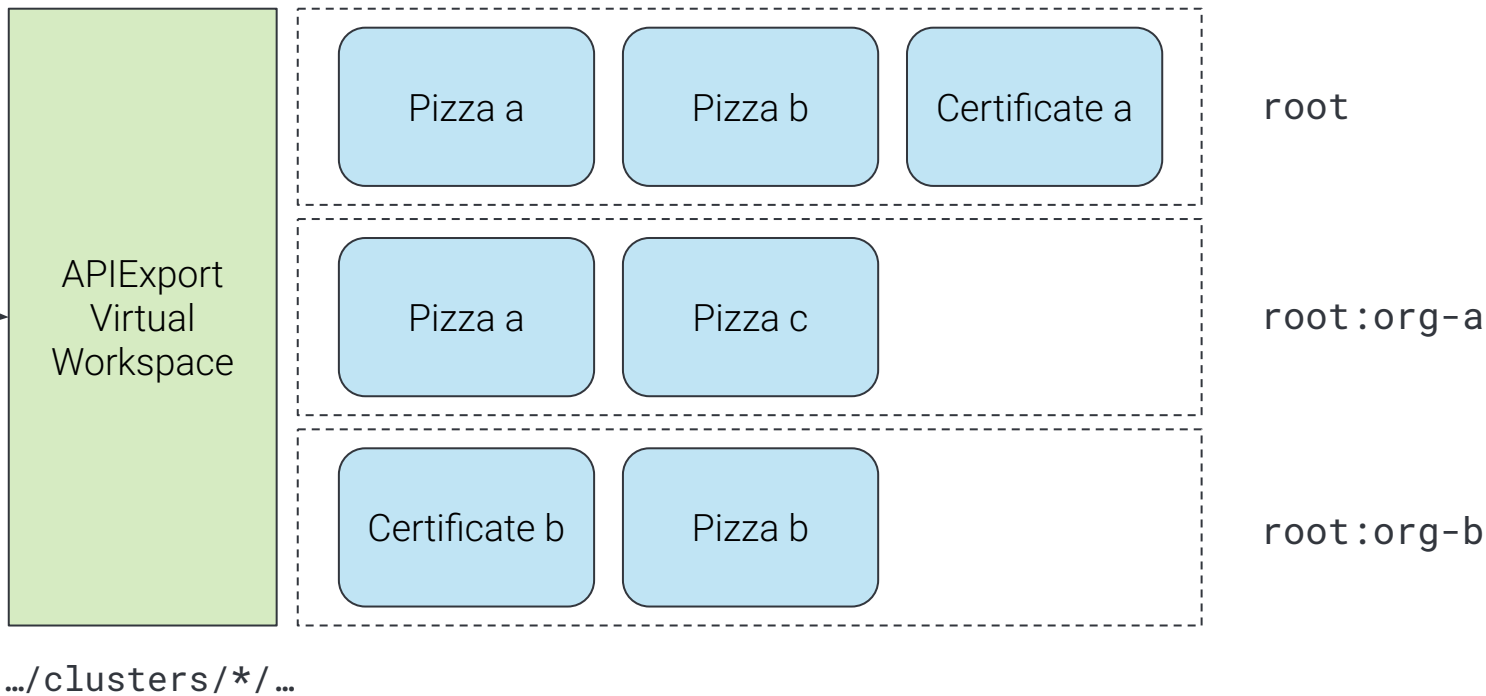 APIExport
Virtual
Workspace
Pizza a
Pizza b
Certificate a
root
Pizza a
Pizza c
root:org-a
Certificate b
Pizza b
root:org-b
…/clusters/*/…